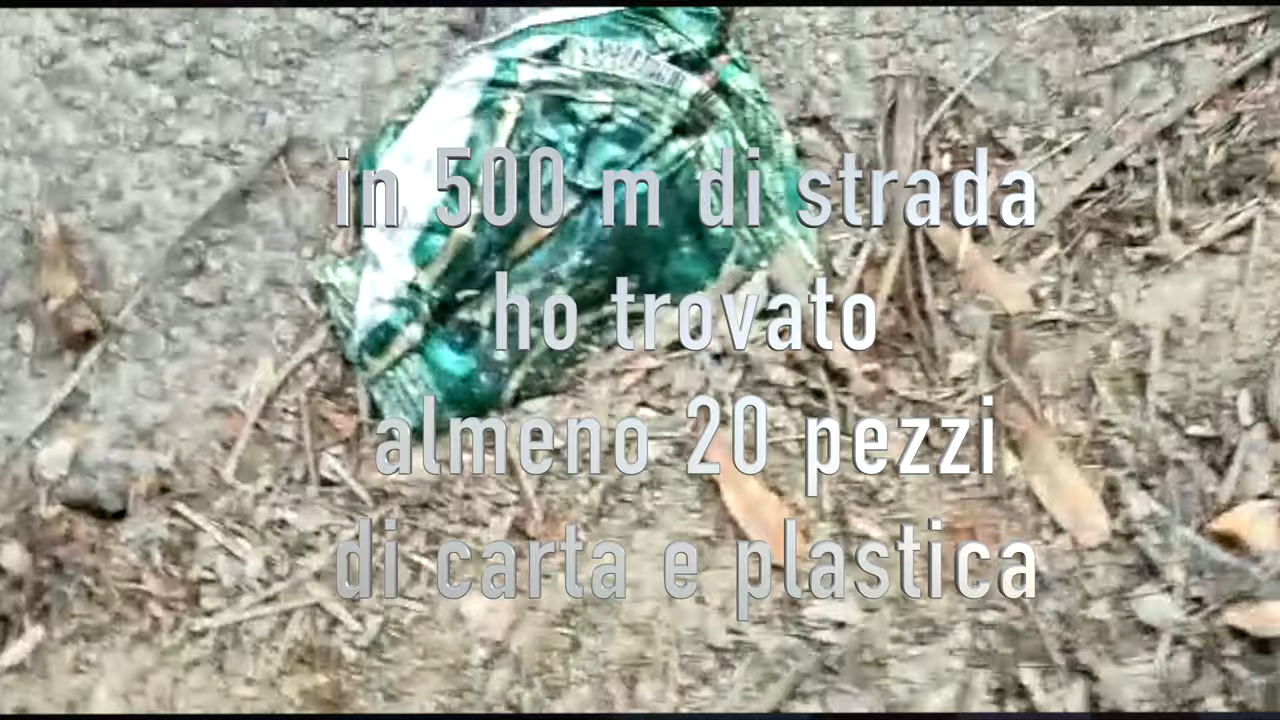 in 500 m di strada
ho trovato
almeno 20 pezzi
di carta e plastica